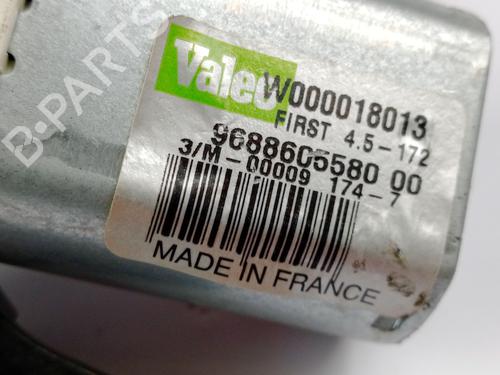 Valeo
W000018013
FIRST 4.5-172
9688605580 00
3/M-00009 174-7
MADE IN FRANCE
B-PARTS